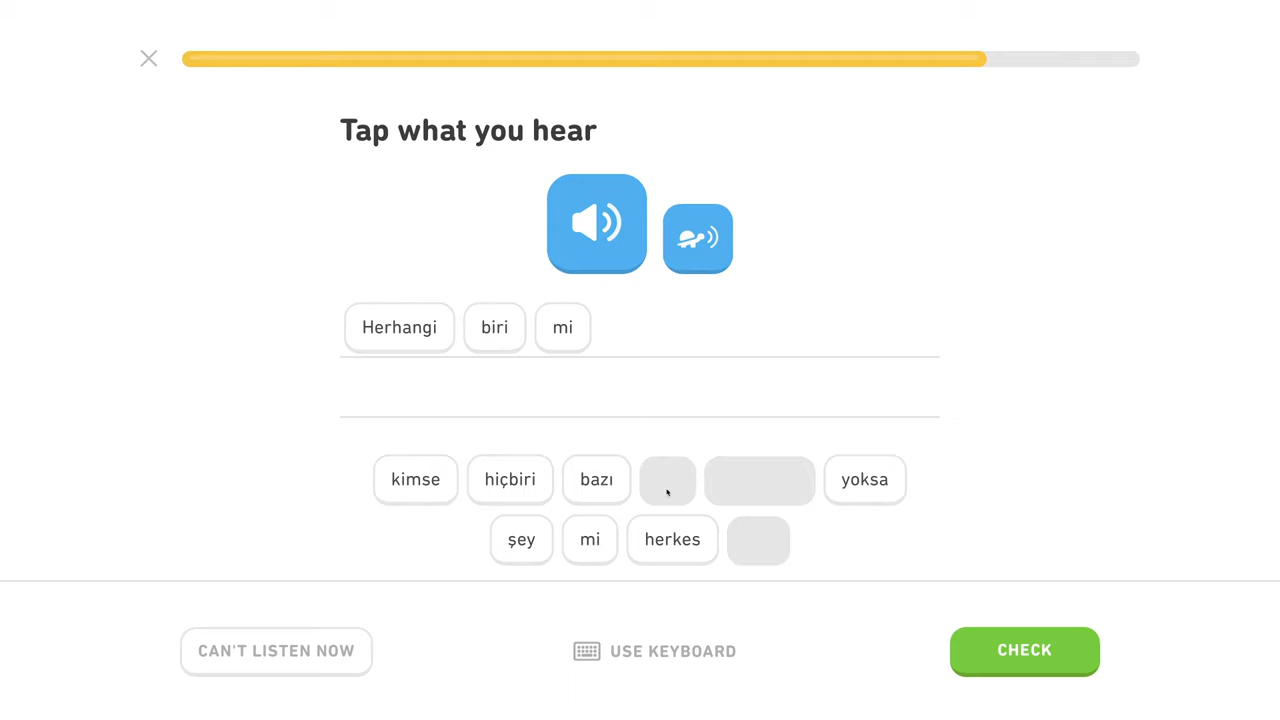 Tap what you hear
Herhangi biri mi
kimse hiçbiri bazı yoksa
şey mi herkes
CAN'T LISTEN NOW USE KEYBOARD CHECK